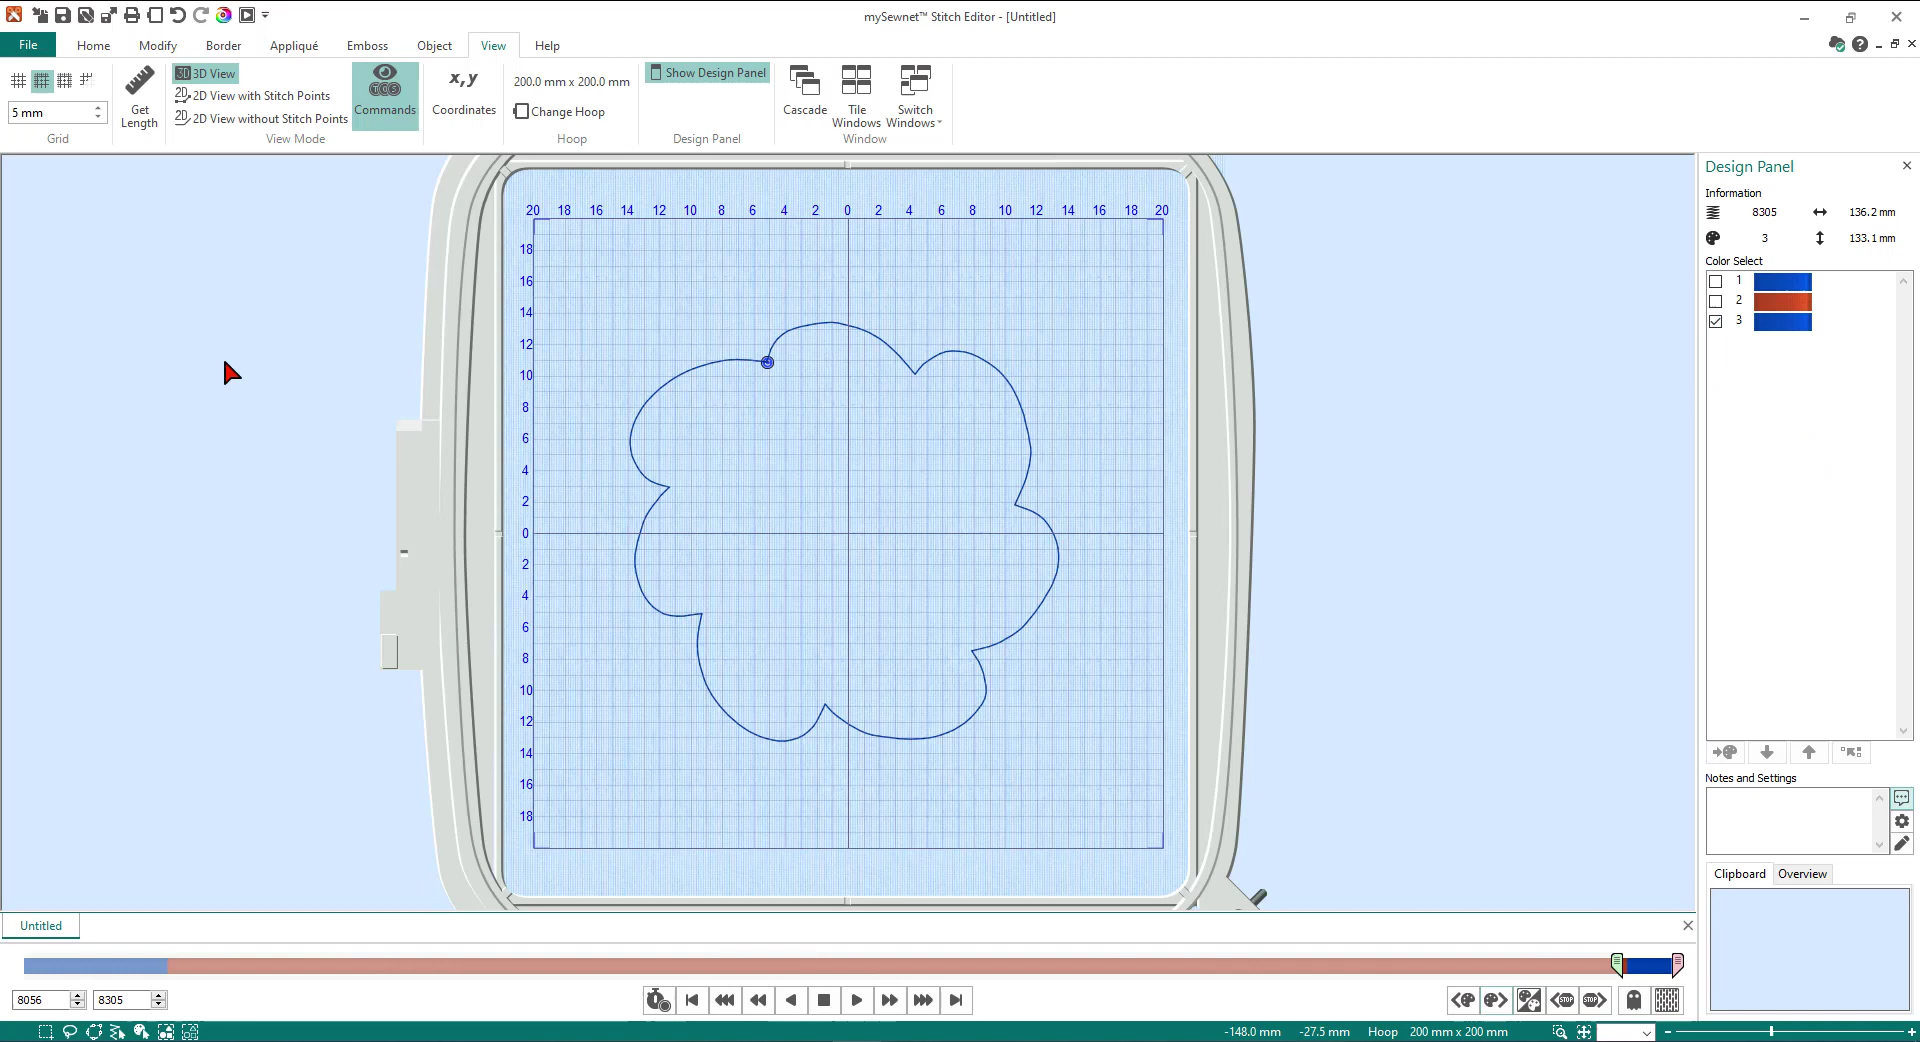 mySewnet™ Stitch Editor - [Untitled]
File Home Modify Border Appliqué Emboss Object View Help
5 mm
Grid
Get Length
3D 3D View
2D 2D View with Stitch Points
2D 2D View without Stitch Points
View Mode
Commands
x,y
Coordinates
200.0 mm x 200.0 mm
Change Hoop
Hoop
Show Design Panel
Design Panel
Cascade
Tile Windows
Switch Windows
Window
20 18 16 14 12 10 8 6 4 2 0 2 4 6 8 10 12 14 16 18 20
18
16
14
12
10
8
6
4
2
0
2
4
6
8
10
12
14
16
18
Design Panel
Information
8305 136.2 mm
3 133.1 mm
Color Select
1
2
3
Notes and Settings
Clipboard Overview
Untitled
8056 8305
STOP STOP
-148.0 mm -27.5 mm Hoop 200 mm x 200 mm